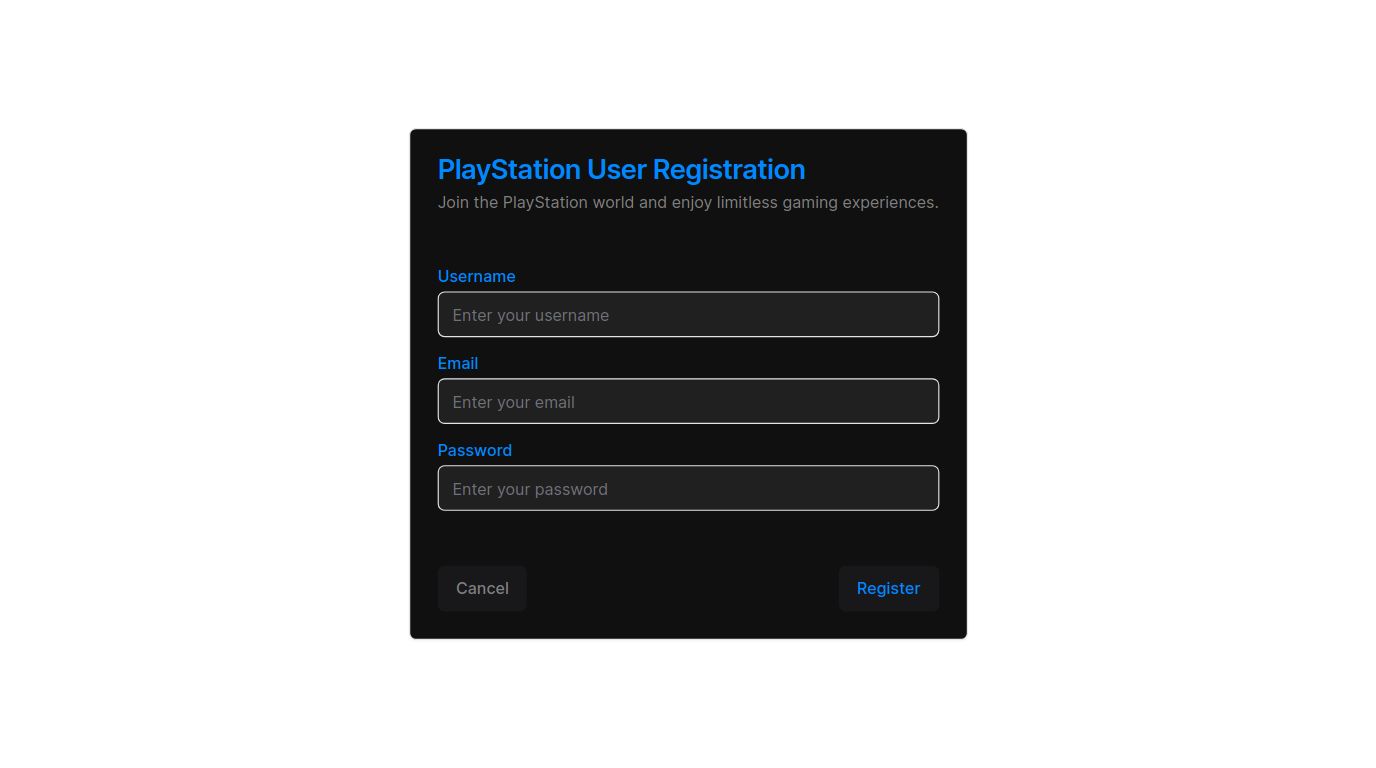 PlayStation User Registration
Join the PlayStation world and enjoy limitless gaming experiences.
Username
Enter your username
Email
Enter your email
Password
Enter your password
Cancel
Register